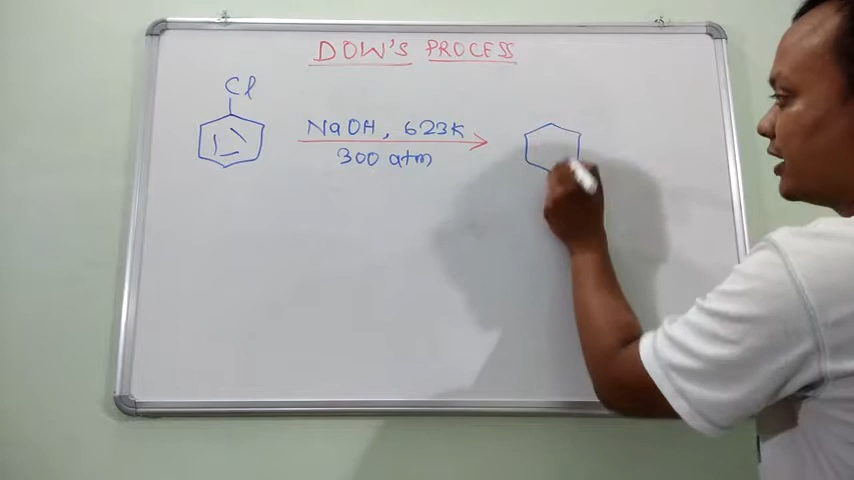 DOW'S PROCESS
Cl
NaOH, 623K
300 atm